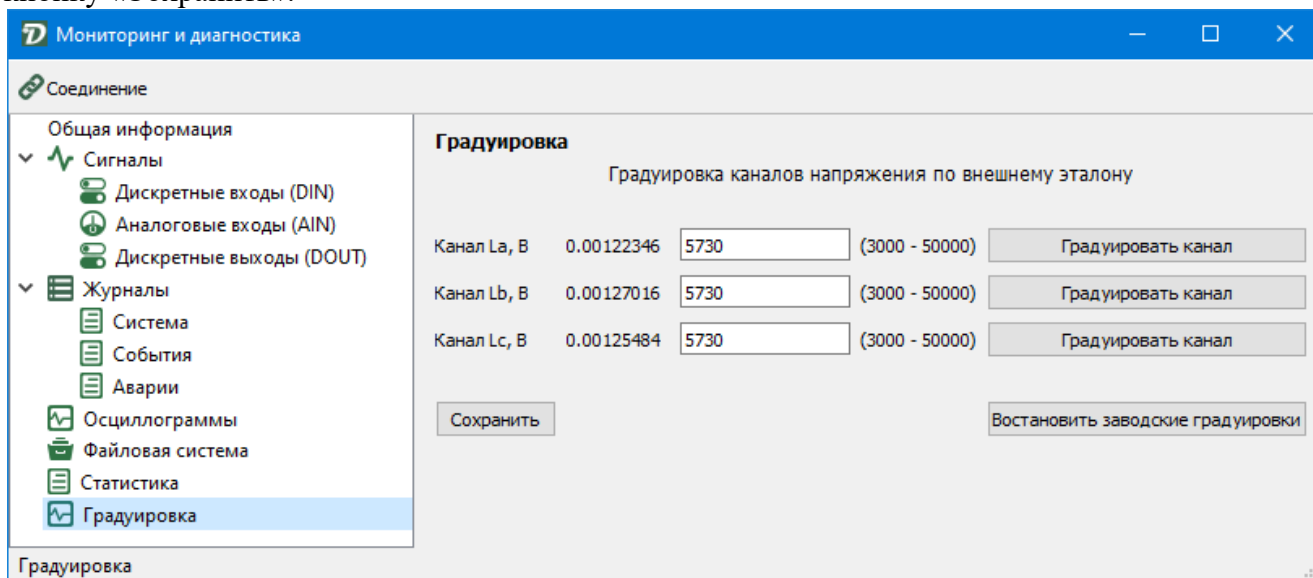 Мониторинг и диагностика
Соединение
Общая информация
Сигналы
Дискретные входы (DIN)
Аналоговые входы (AIN)
Дискретные выходы (DOUT)
Журналы
Система
События
Аварии
Осциллограммы
Файловая система
Статистика
Градуировка
Градуировка
Градуировка каналов напряжения по внешнему эталону
Канал La, В 0.00122346 5730 (3000 - 50000) Градуировать канал
Канал Lb, В 0.00127016 5730 (3000 - 50000) Градуировать канал
Канал Lc, В 0.00125484 5730 (3000 - 50000) Градуировать канал
Сохранить Востановить заводские градуировки
Градуировка